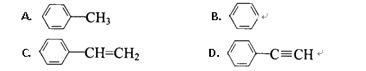 A. —CH₃ B.
C. —CH=CH₂ D. —C≡CH